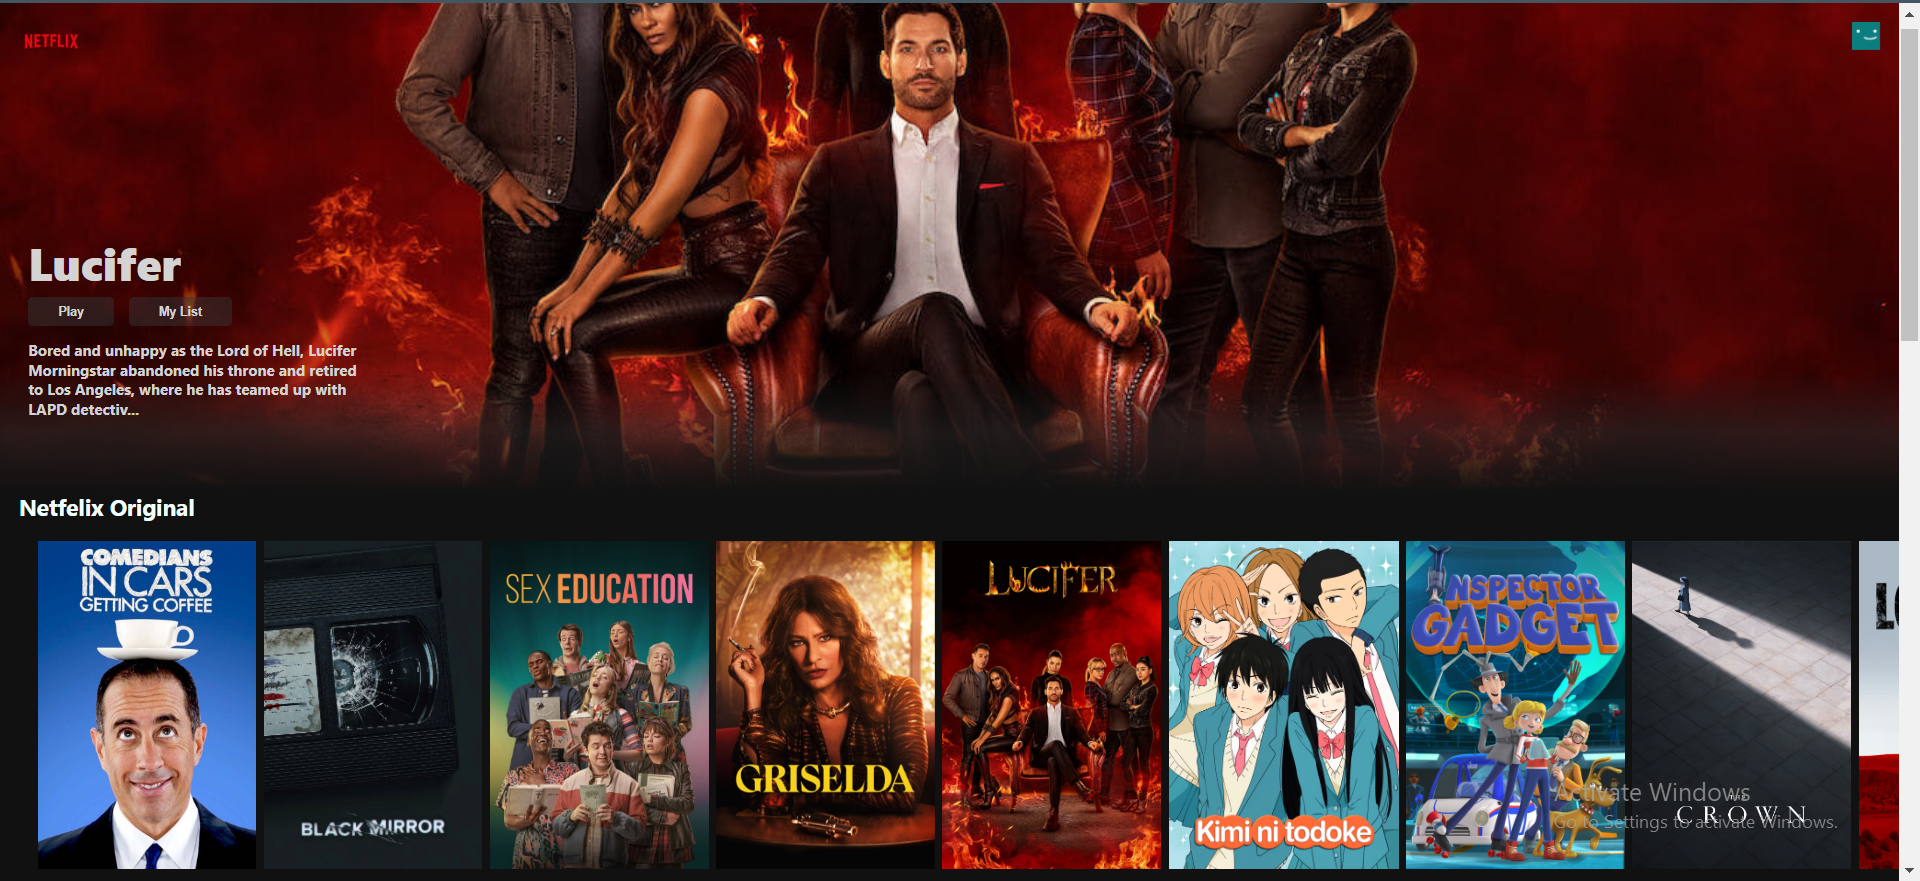 NETFLIX
Lucifer
Play
My List
Bored and unhappy as the Lord of Hell, Lucifer
Morningstar abandoned his throne and retired
to Los Angeles, where he has teamed up with
LAPD detectiv...
Netfelix Original
COMEDIANS
IN CARS
GETTING COFFEE
BLACK MIRROR
SEX EDUCATION
GRISELDA
LUCIFER
Kimi ni todoke
INSPECTOR
GADGET
THE
CROWN
Activate Windows
Go to Settings to activate Windows.